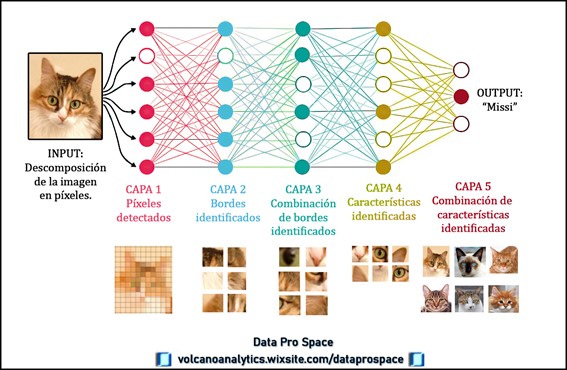 OUTPUT:
“Missi”
INPUT:
Descomposición
de la imagen
en píxeles.
CAPA 1
Píxeles
detectados
CAPA 2
Bordes
identificados
CAPA 3
Combinación
de bordes
identificados
CAPA 4
Características
identificadas
CAPA 5
Combinación de
características
identificadas
Data Pro Space
volcanoanalytics.wixsite.com/dataprospace